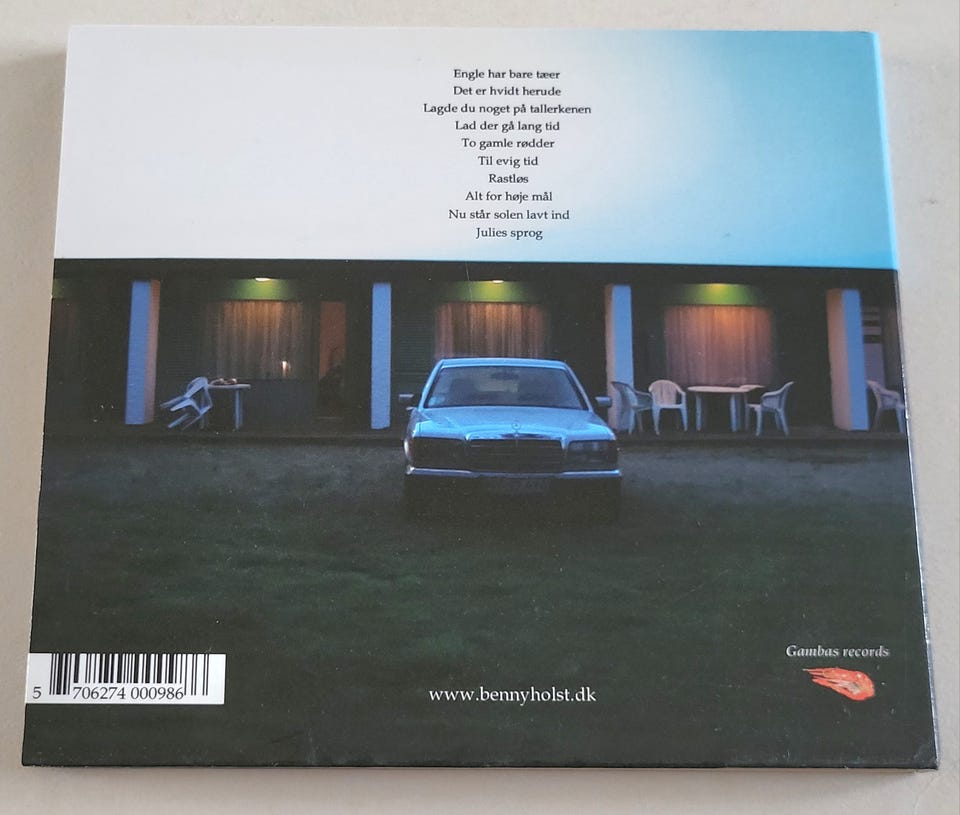 Engle har bare tæer
Det er hvidt herude
Lagde du noget på tallerkenen
Lad der gå lang tid
To gamle rødder
Til evig tid
Rastløs
Alt for høje mål
Nu står solen lavt ind
Julies sprog
Gambas records
www.bennyholst.dk
5 706274 000986